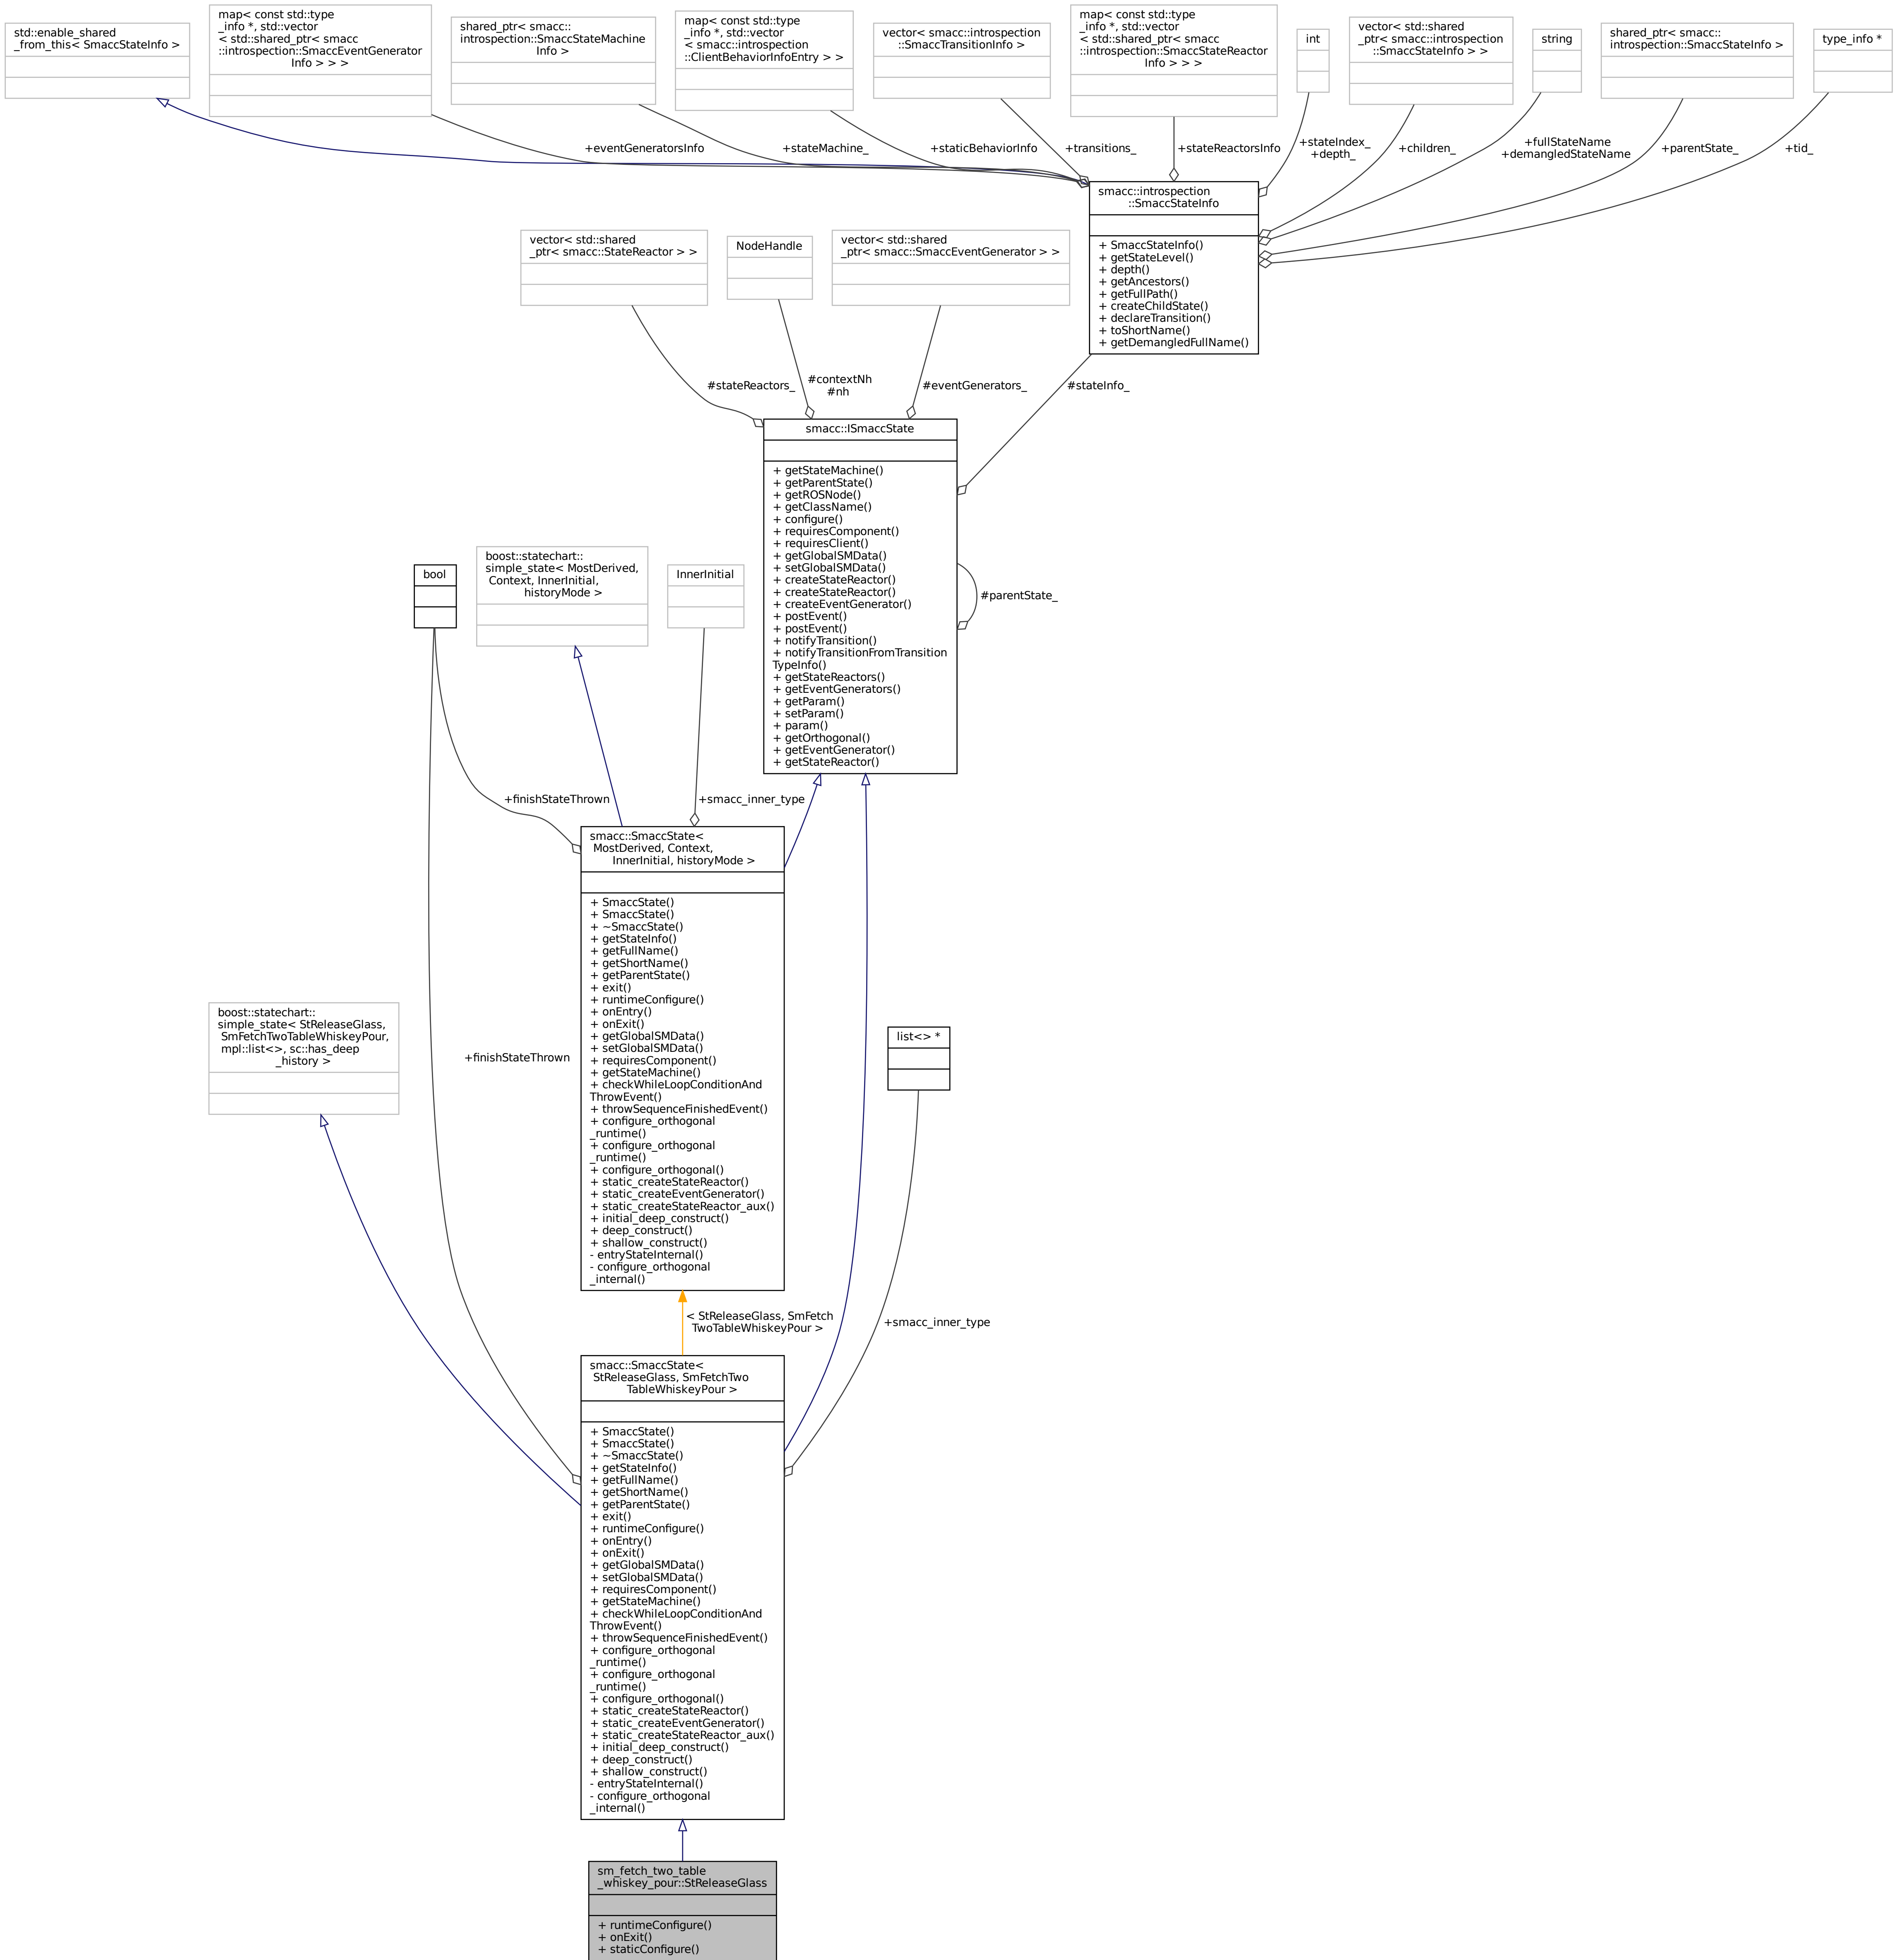 std::enable_shared
_from_this< SmaccStateInfo >
map< const std::type
_info *, std::vector
< std::shared_ptr< smacc
::introspection::SmaccEventGenerator
Info > > >
shared_ptr< smacc::
introspection::SmaccStateMachine
Info >
map< const std::type
_info *, std::vector
< smacc::introspection
::ClientBehaviorInfoEntry > >
vector< smacc::introspection
::SmaccTransitionInfo >
map< const std::type
_info *, std::vector
< std::shared_ptr< smacc
::introspection::SmaccStateReactor
Info > > >
int
vector< std::shared
_ptr< smacc::introspection
::SmaccStateInfo > >
string
shared_ptr< smacc::
introspection::SmaccStateInfo >
type_info *
+eventGeneratorsInfo
+stateMachine_
+staticBehaviorInfo
+transitions_
+stateReactorsInfo
+stateIndex_
+depth_
+children_
+fullStateName
+demangledStateName
+parentState_
+tid_
smacc::introspection
::SmaccStateInfo
+ SmaccStateInfo()
+ getStateLevel()
+ depth()
+ getAncestors()
+ getFullPath()
+ createChildState()
+ declareTransition()
+ toShortName()
+ getDemangledFullName()
vector< std::shared
_ptr< smacc::StateReactor > >
NodeHandle
vector< std::shared
_ptr< smacc::SmaccEventGenerator > >
#stateReactors_
#contextNh
#nh
#eventGenerators_
#stateInfo_
smacc::ISmaccState
+ getStateMachine()
+ getParentState()
+ getROSNode()
+ getClassName()
+ configure()
+ requiresComponent()
+ requiresClient()
+ getGlobalSMData()
+ setGlobalSMData()
+ createStateReactor()
+ createStateReactor()
+ createEventGenerator()
+ postEvent()
+ postEvent()
+ notifyTransition()
+ notifyTransitionFromTransition
TypeInfo()
+ getStateReactors()
+ getEventGenerators()
+ getParam()
+ setParam()
+ param()
+ getOrthogonal()
+ getEventGenerator()
+ getStateReactor()
#parentState_
bool
boost::statechart::
simple_state< MostDerived,
Context, InnerInitial,
historyMode >
InnerInitial
+finishStateThrown
+smacc_inner_type
smacc::SmaccState<
MostDerived, Context,
InnerInitial, historyMode >
+ SmaccState()
+ SmaccState()
+ ~SmaccState()
+ getStateInfo()
+ getFullName()
+ getShortName()
+ getParentState()
+ exit()
+ runtimeConfigure()
+ onEntry()
+ onExit()
+ getGlobalSMData()
+ setGlobalSMData()
+ requiresComponent()
+ getStateMachine()
+ checkWhileLoopConditionAnd
ThrowEvent()
+ throwSequenceFinishedEvent()
+ configure_orthogonal
_runtime()
+ configure_orthogonal
_runtime()
+ configure_orthogonal()
+ static_createStateReactor()
+ static_createEventGenerator()
+ static_createStateReactor_aux()
+ initial_deep_construct()
+ deep_construct()
+ shallow_construct()
- entryStateInternal()
- configure_orthogonal
_internal()
boost::statechart::
simple_state< StReleaseGlass,
SmFetchTwoTableWhiskeyPour,
mpl::list<>, sc::has_deep
_history >
+finishStateThrown
list<> *
< StReleaseGlass, SmFetch
TwoTableWhiskeyPour >
+smacc_inner_type
smacc::SmaccState<
StReleaseGlass, SmFetchTwo
TableWhiskeyPour >
+ SmaccState()
+ SmaccState()
+ ~SmaccState()
+ getStateInfo()
+ getFullName()
+ getShortName()
+ getParentState()
+ exit()
+ runtimeConfigure()
+ onEntry()
+ onExit()
+ getGlobalSMData()
+ setGlobalSMData()
+ requiresComponent()
+ getStateMachine()
+ checkWhileLoopConditionAnd
ThrowEvent()
+ throwSequenceFinishedEvent()
+ configure_orthogonal
_runtime()
+ configure_orthogonal
_runtime()
+ configure_orthogonal()
+ static_createStateReactor()
+ static_createEventGenerator()
+ static_createStateReactor_aux()
+ initial_deep_construct()
+ deep_construct()
+ shallow_construct()
- entryStateInternal()
- configure_orthogonal
_internal()
sm_fetch_two_table
_whiskey_pour::StReleaseGlass
+ runtimeConfigure()
+ onExit()
+ staticConfigure()